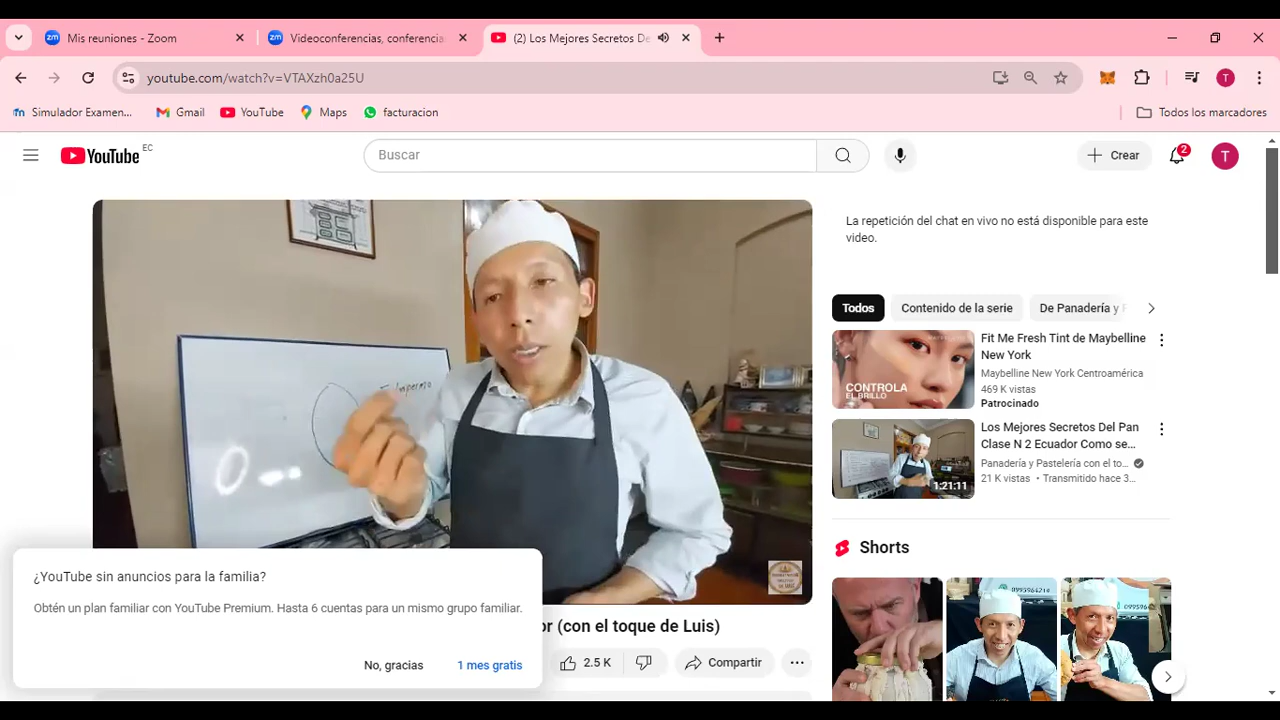 Mis reuniones - Zoom
Videoconferencias, conferencia
(2) Los Mejores Secretos De
youtube.com/watch?v=VTAXzh0a25U
T
Simulador Examen...
Gmail
YouTube
Maps
facturacion
Todos los marcadores
YouTube
EC
Buscar
Crear
2
T
La repetición del chat en vivo no está disponible para este
video.
Todos
Contenido de la serie
De Panadería y
Fit Me Fresh Tint de Maybelline
New York
Maybelline New York Centroamérica
469 K vistas
Patrocinado
CONTROLA
EL BRILLO
Los Mejores Secretos Del Pan
Clase N 2 Ecuador Como se...
Panadería y Pastelería con el to...
21 K vistas • Transmitido hace 3...
1:21:11
Shorts
0995964214
¿YouTube sin anuncios para la familia?
Obtén un plan familiar con YouTube Premium. Hasta 6 cuentas para un mismo grupo familiar.
No, gracias
1 mes gratis
or (con el toque de Luis)
2.5 K
Compartir